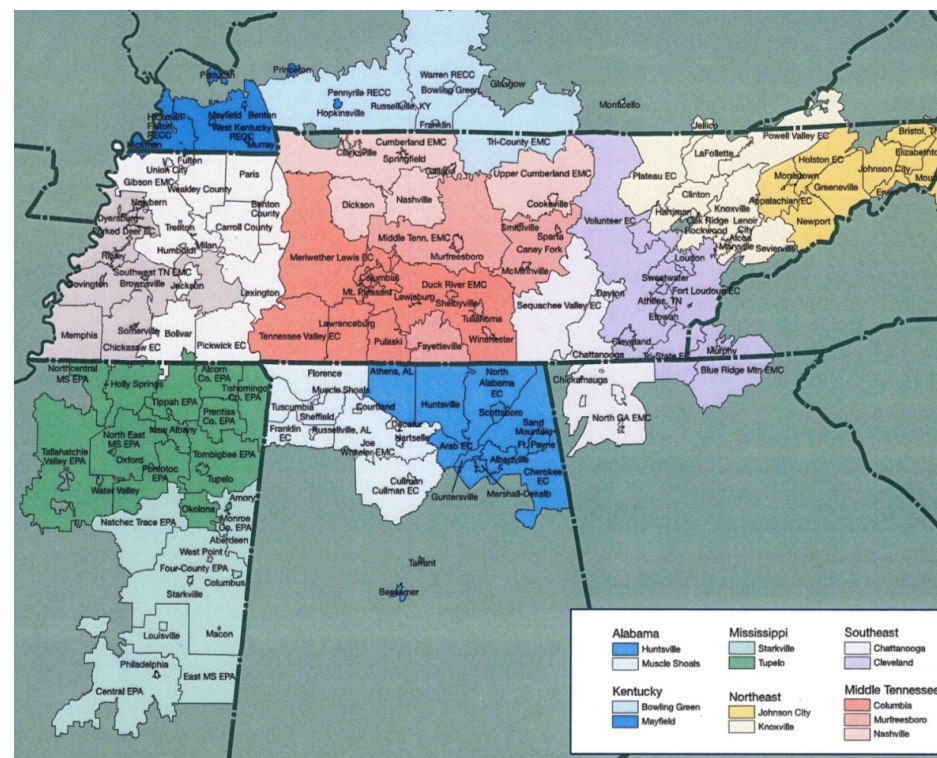 Paducah
Princeton
Pennyrile RECC
Hopkinsville
Russellville, KY
Warren RECC
Bowling Green
Glasgow
Franklin
Monticello
Hickman
Fulton
RECC
Hickman
Mayfield
Benton
West Kentucky
RECC
Murray
Jellico
Powell Valley EC
Bristol, T
Fulton
Union City
Gibson EMC
Weakley County
Paris
Newbern
Benton
County
Dyersburg
Forked Deer EC
Trenton
Carroll County
Ripley
Humboldt
Milan
Southwest TN EMC
Covington
Brownsville
Jackson
Lexington
Memphis
Somerville
Bolivar
Chickasaw EC
Pickwick EC
Clarksville
Cumberland EMC
Springfield
Gallatin
Tri-County EMC
Upper Cumberland EMC
Dickson
Nashville
Cookeville
Smithville
Sparta
Caney Fork
McMinnville
Middle Tenn. EMC
Murfreesboro
Meriwether Lewis EC
Columbia
Mt. Pleasant
Duck River EMC
Lewisburg
Shelbyville
Tullahoma
Lawrenceburg
Tennessee Valley EC
Pulaski
Fayetteville
Winchester
Plateau EC
LaFollette
Holston EC
Elizabethto
Morristown
Johnson City
Greeneville
Clinton
Appalachian EC
Harriman
Knoxville
Oak Ridge
Lenoir
City
Rockwood
Alcoa
Maryville
Sevierville
Newport
Volunteer EC
Loudon
Sweetwater
Fort Loudoun EC
Athens, TN
Etowah
Dayton
Sequachee Valley EC
Cleveland
Chattanooga
Tri-State EC
Murphy
Blue Ridge Mtn EMC
Chickamauga
North GA EMC
Northcentral
MS EPA
Holly Springs
Alcorn
Co. EPA
Tishomingo
Co. EPA
Tippah EPA
Prentiss
Co. EPA
New Albany
North East
MS EPA
Tallahatchie
Valley EPA
Oxford
Pontotoc
EPA
Tombigbee EPA
Tupelo
Water Valley
Okolona
Amory
Natchez Trace EPA
Monroe
Co. EPA
Aberdeen
West Point
Four-County EPA
Columbus
Starkville
Louisville
Macon
Philadelphia
East MS EPA
Central EPA
Florence
Muscle Shoals
Tuscumbia
Sheffield
Courtland
Franklin
EC
Russellville, AL
Decatur
Hartselle
Joe
Wheeler EMC
Cullman
Cullman EC
Athens, AL
North
Alabama
EC
Huntsville
Scottsboro
Sand
Mountain
Arab EC
Ft. Payne
Albertville
Cherokee
EC
Guntersville
Marshall-Dekalb
Tarrant
Bessemer
Alabama
Huntsville
Muscle Shoals
Kentucky
Bowling Green
Mayfield
Mississippi
Starkville
Tupelo
Northeast
Johnson City
Knoxville
Southeast
Chattanooga
Cleveland
Middle Tennessee
Columbia
Murfreesboro
Nashville